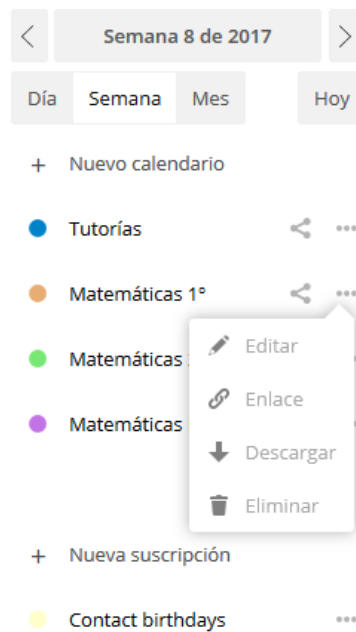 Semana 8 de 2017
Día Semana Mes Hoy
+ Nuevo calendario
Tutorías
Matemáticas 1º
Editar
Matemáticas
Enlace
Matemáticas
Descargar
Eliminar
+ Nueva suscripción
Contact birthdays